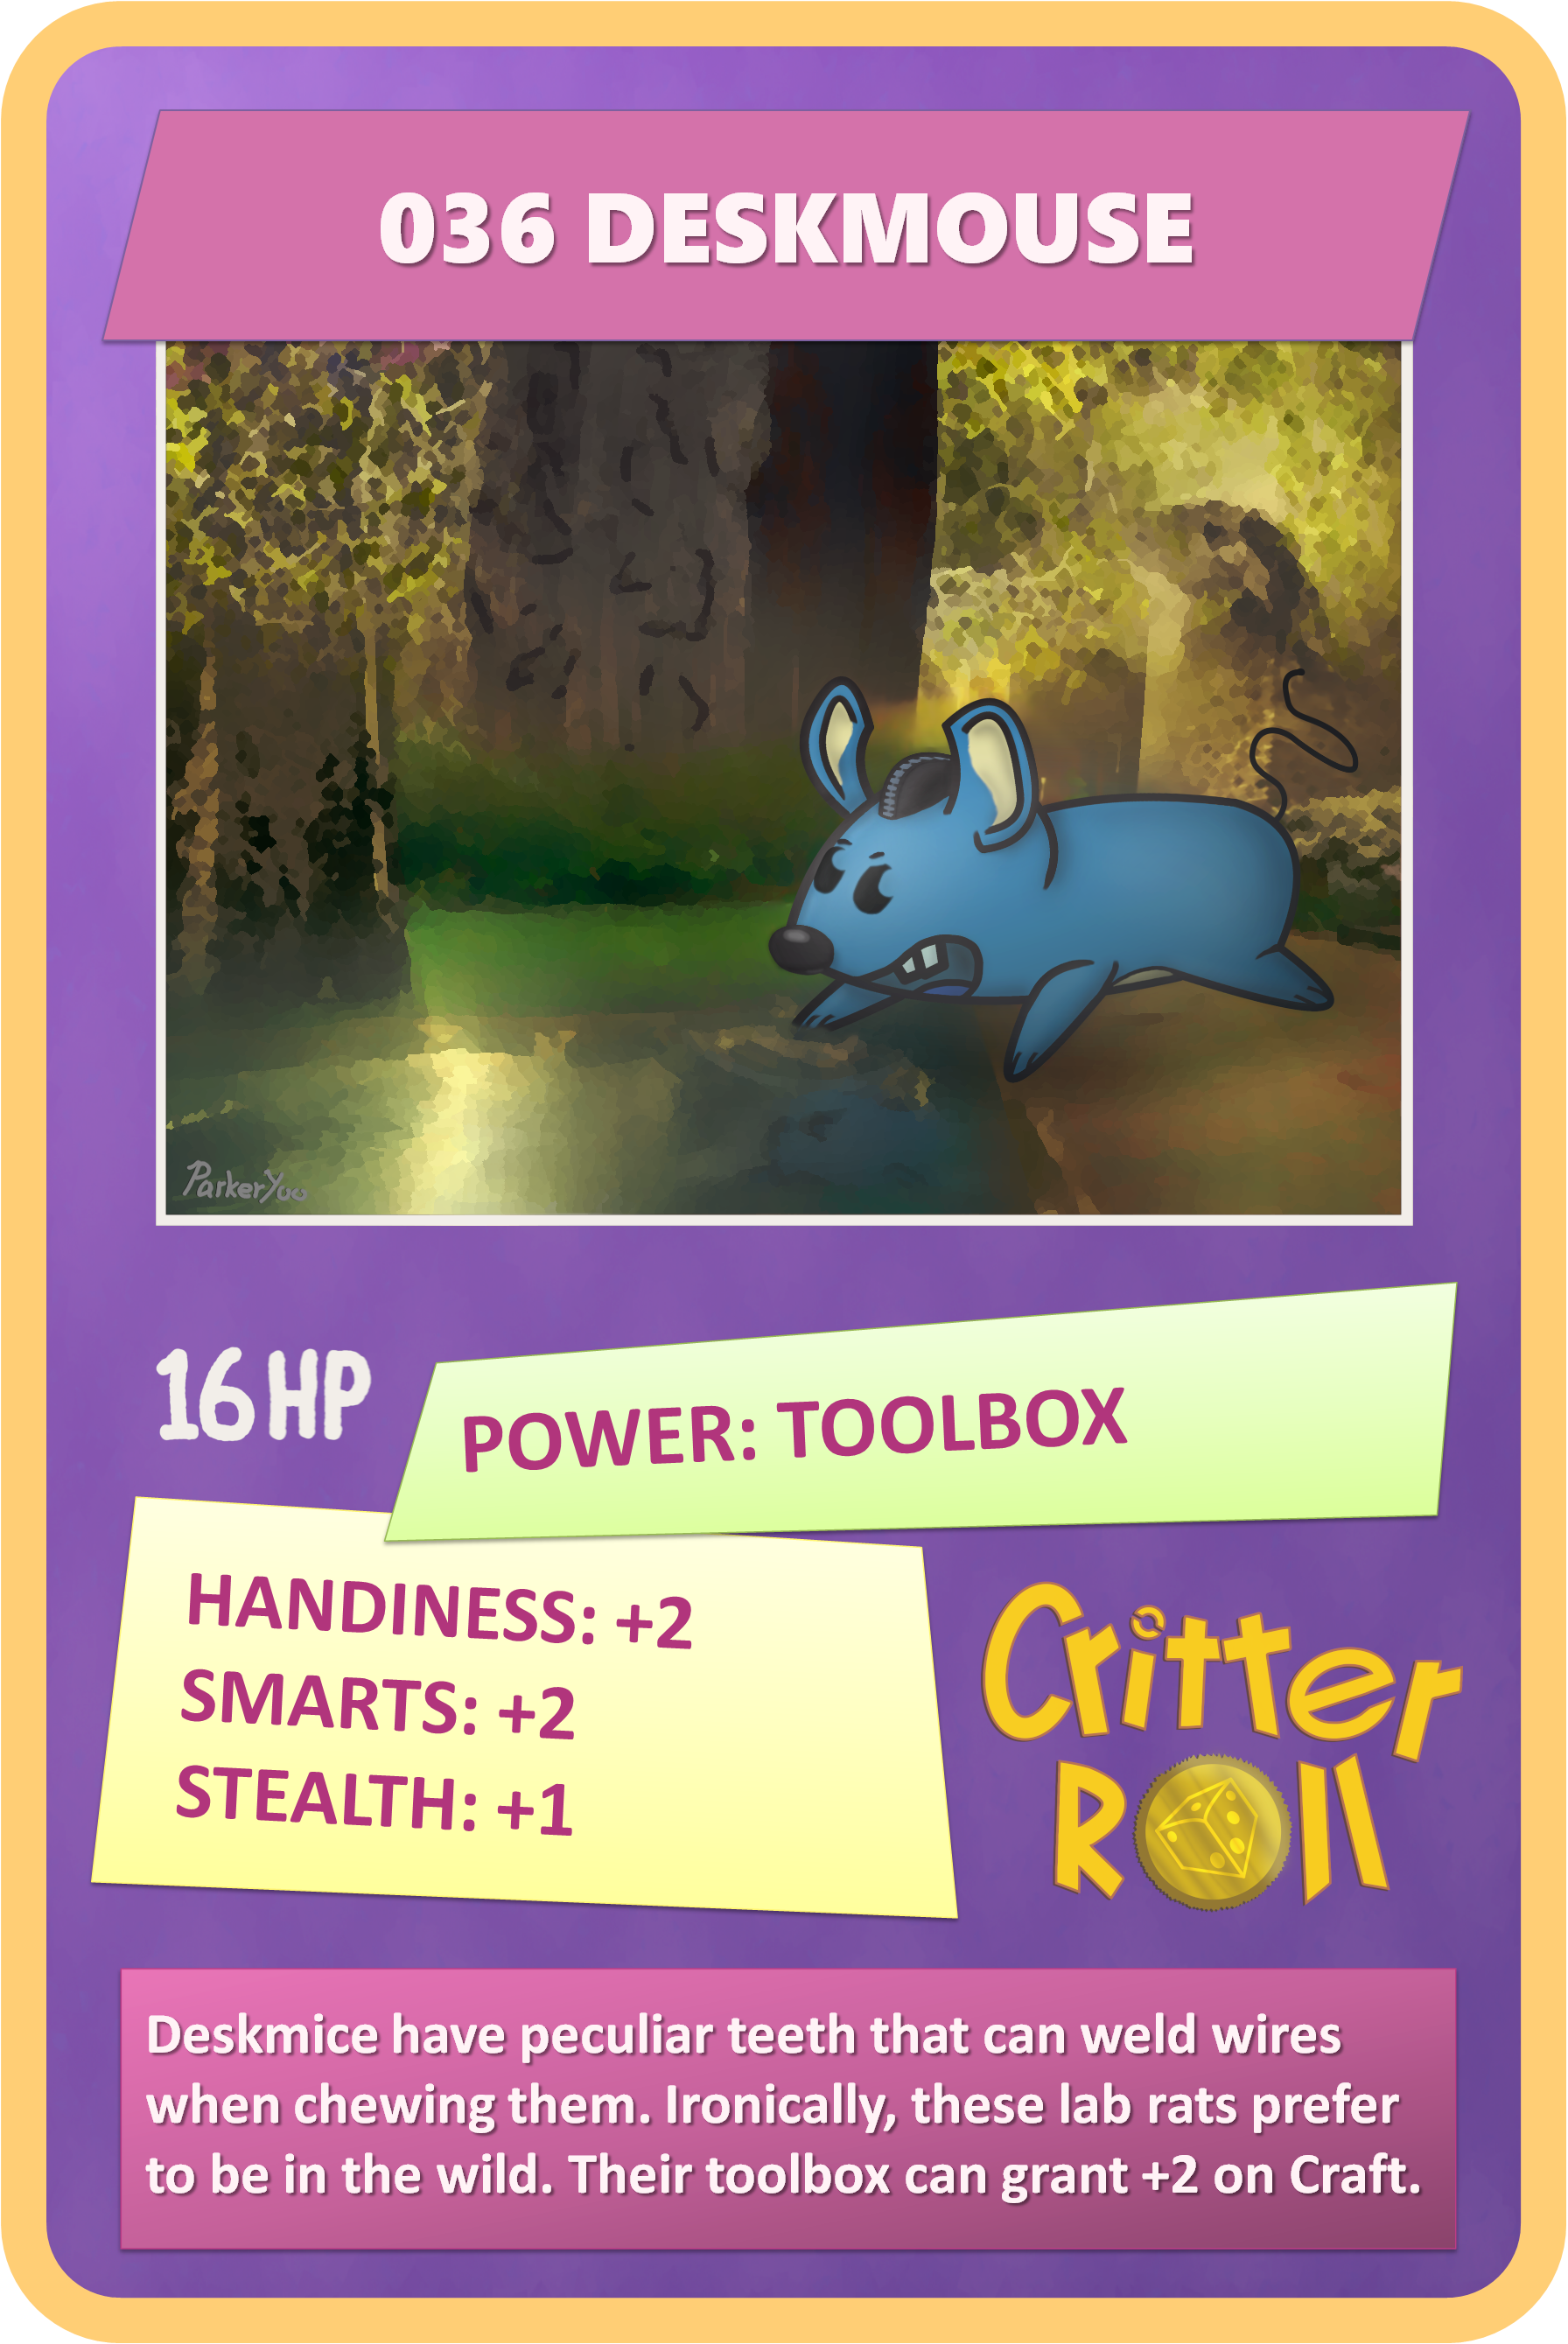 036 DESKMOUSE
ParkerYuu
16 HP
POWER: TOOLBOX
HANDINESS: +2
SMARTS: +2
STEALTH: +1
Critter
Roll
Deskmice have peculiar teeth that can weld wires
when chewing them. Ironically, these lab rats prefer
to be in the wild. Their toolbox can grant +2 on Craft.